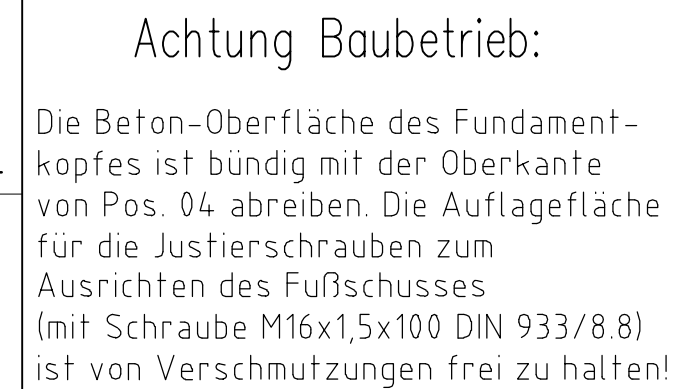 Achtung Baubetrieb:
Die Beton-Oberfläche des Fundament-
kopfes ist bündig mit der Oberkante
von Pos. 04 abreiben. Die Auflagefläche
für die Justierschrauben zum
Ausrichten des Fußschusses
(mit Schraube M16x1,5x100 DIN 933/8.8)
ist von Verschmutzungen frei zu halten!